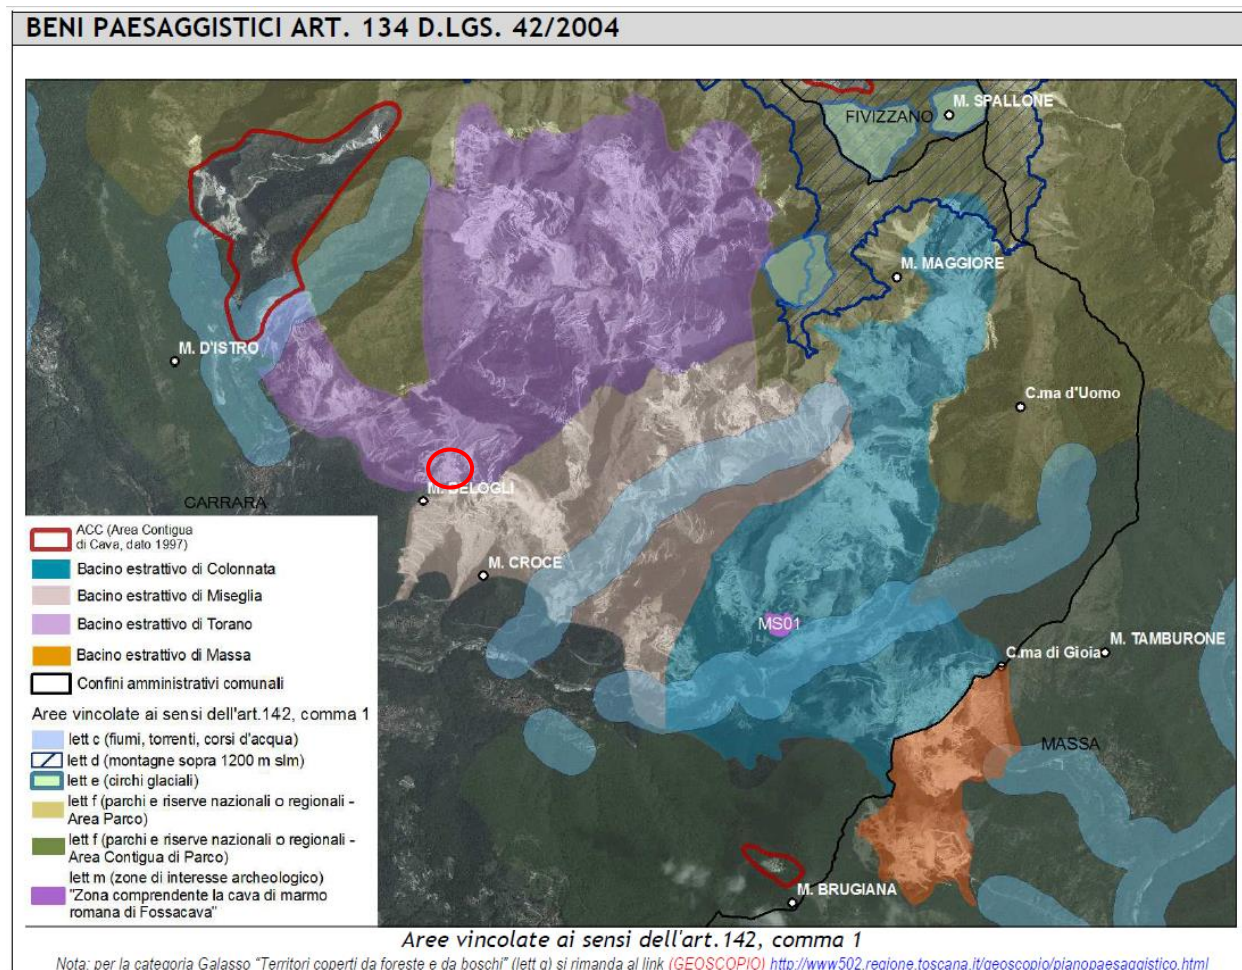 BENI PAESAGGISTICI ART. 134 D.LGS. 42/2004
M. SPALLONE
FIVIZZANO
M. MAGGIORE
M. D'ISTRO
C.ma d'Uomo
M. BELOGLI
CARRARA
M. CROCE
MS01
C.ma di Gioia
M. TAMBURONE
MASSA
M. BRUGIANA
ACC (Area Contigua
di Cava, dato 1997)
Bacino estrattivo di Colonnata
Bacino estrattivo di Miseglia
Bacino estrattivo di Torano
Bacino estrattivo di Massa
Confini amministrativi comunali
Aree vincolate ai sensi dell'art.142, comma 1
lett c (fiumi, torrenti, corsi d'acqua)
lett d (montagne sopra 1200 m slm)
lett e (circhi glaciali)
lett f (parchi e riserve nazionali o regionali -
Area Parco)
lett f (parchi e riserve nazionali o regionali -
Area Contigua di Parco)
lett m (zone di interesse archeologico)
"Zona comprendente la cava di marmo
romana di Fossacava"
Aree vincolate ai sensi dell'art.142, comma 1
Nota: per la categoria Galasso "Territori coperti da foreste e da boschi" (lett g) si rimanda al link (GEOSCOPIO) http://www502.regione.toscana.it/geoscopio/pianopaesaggistico.html